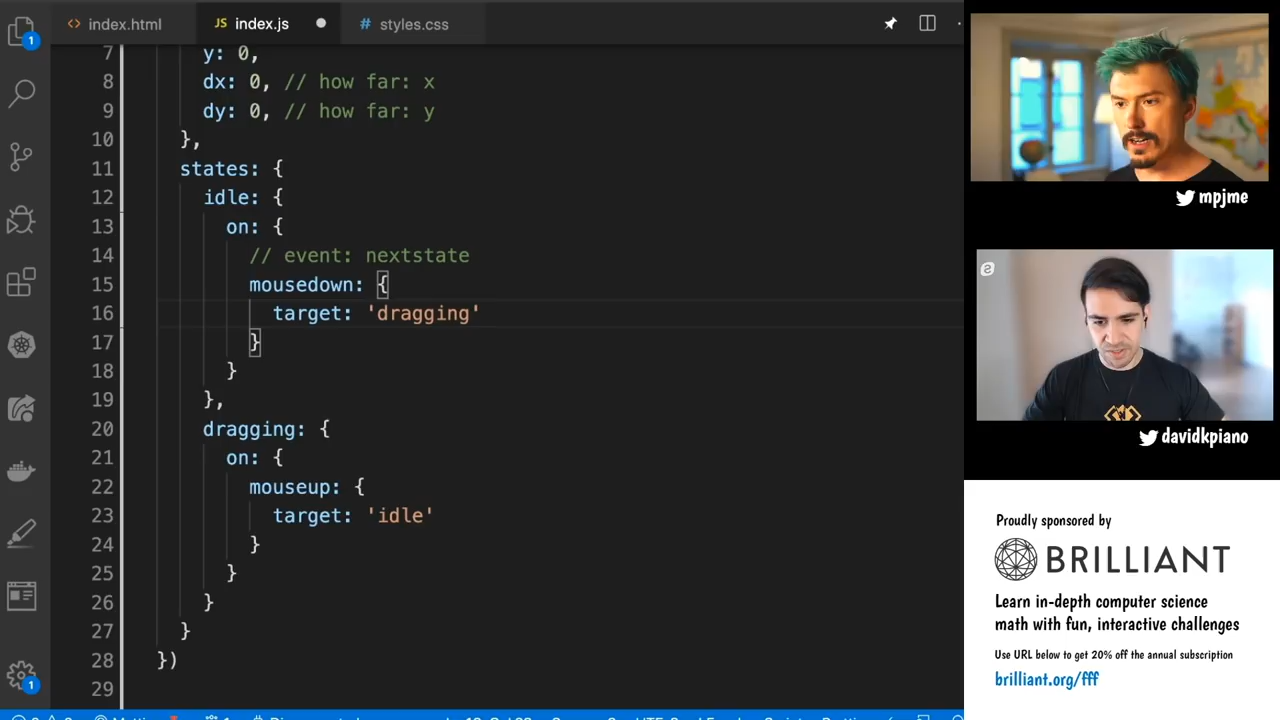 index.html
JS index.js
# styles.css
7 y: 0,
8 dx: 0, // how far: x
9 dy: 0, // how far: y
10 },
11 states: {
12 idle: {
13 on: {
14 // event: nextstate
15 mousedown: {
16 target: 'dragging'
17 }
18 }
19 },
20 dragging: {
21 on: {
22 mouseup: {
23 target: 'idle'
24 }
25 }
26 }
27 }
28 })
29
1
1
mpjme
davidkpiano
Proudly sponsored by
BRILLIANT
Learn in-depth computer science
math with fun, interactive challenges
Use URL below to get 20% off the annual subscription
brilliant.org/fff